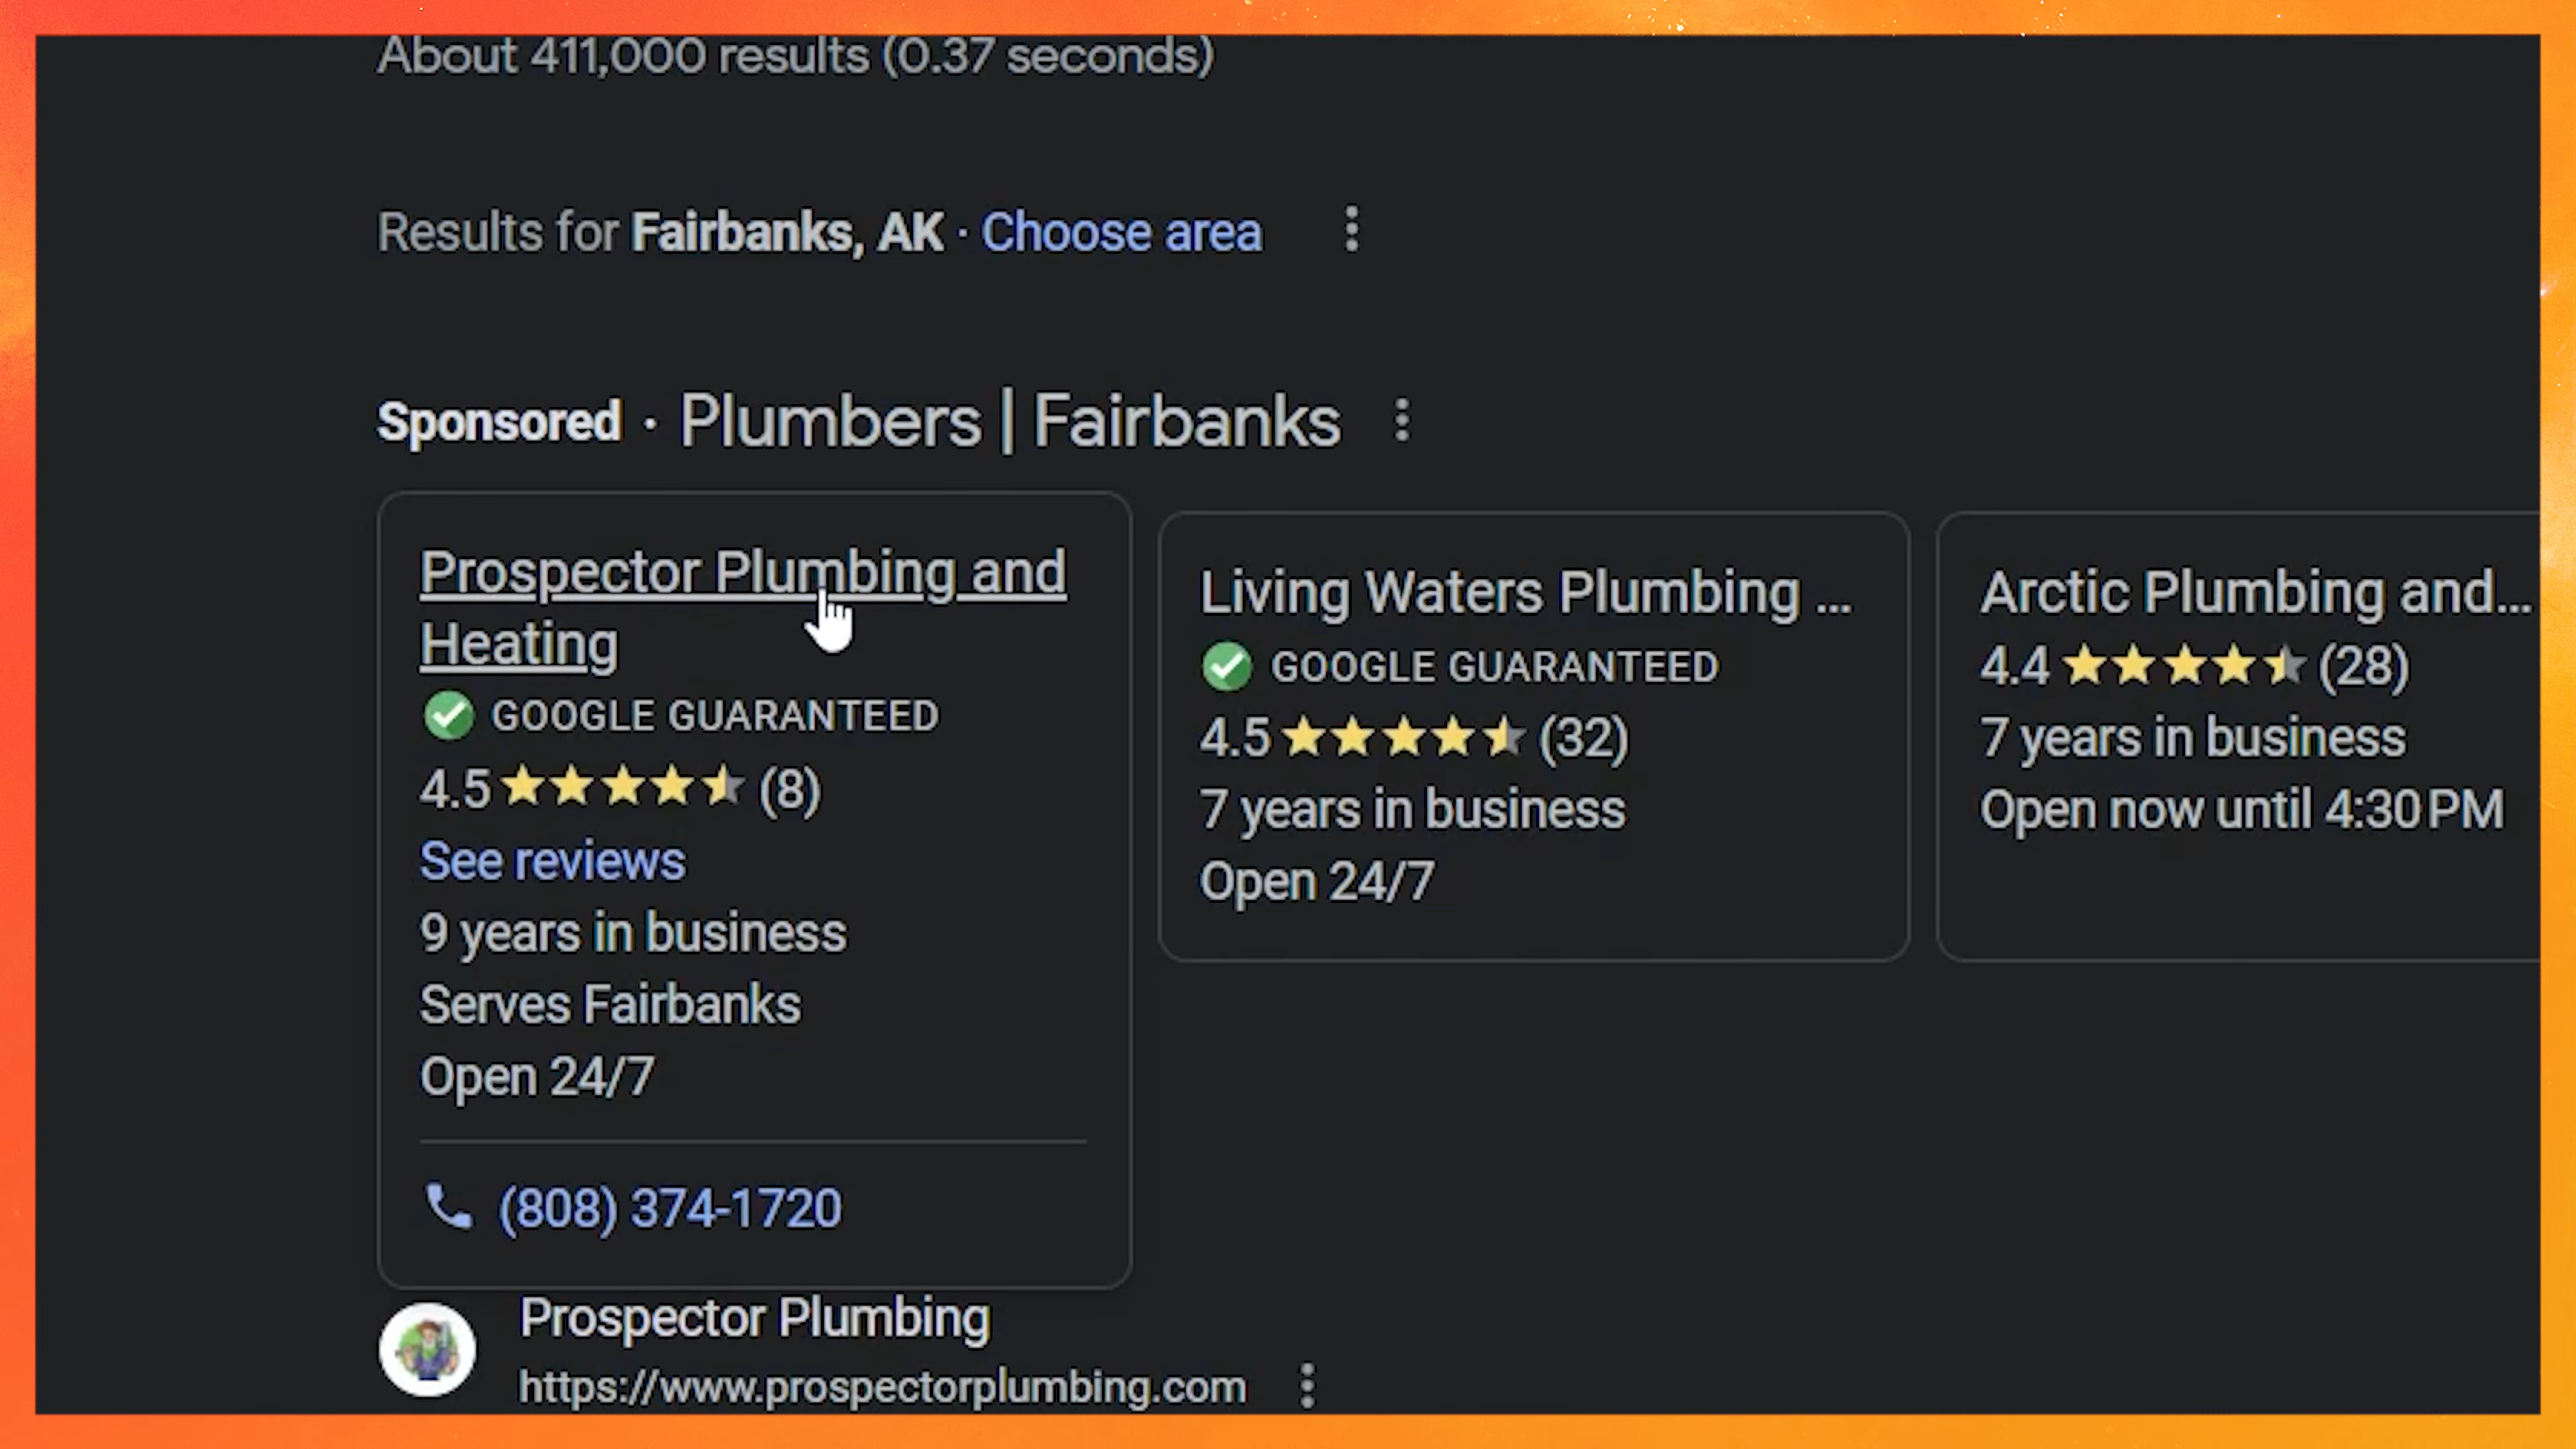 About 411,000 results (0.37 seconds)
Results for Fairbanks, AK · Choose area
Sponsored · Plumbers | Fairbanks
Prospector Plumbing and
Heating
GOOGLE GUARANTEED
4.5 (8)
See reviews
9 years in business
Serves Fairbanks
Open 24/7
(808) 374-1720
Living Waters Plumbing ...
GOOGLE GUARANTEED
4.5 (32)
7 years in business
Open 24/7
Arctic Plumbing and...
4.4 (28)
7 years in business
Open now until 4:30 PM
Prospector Plumbing
https://www.prospectorplumbing.com